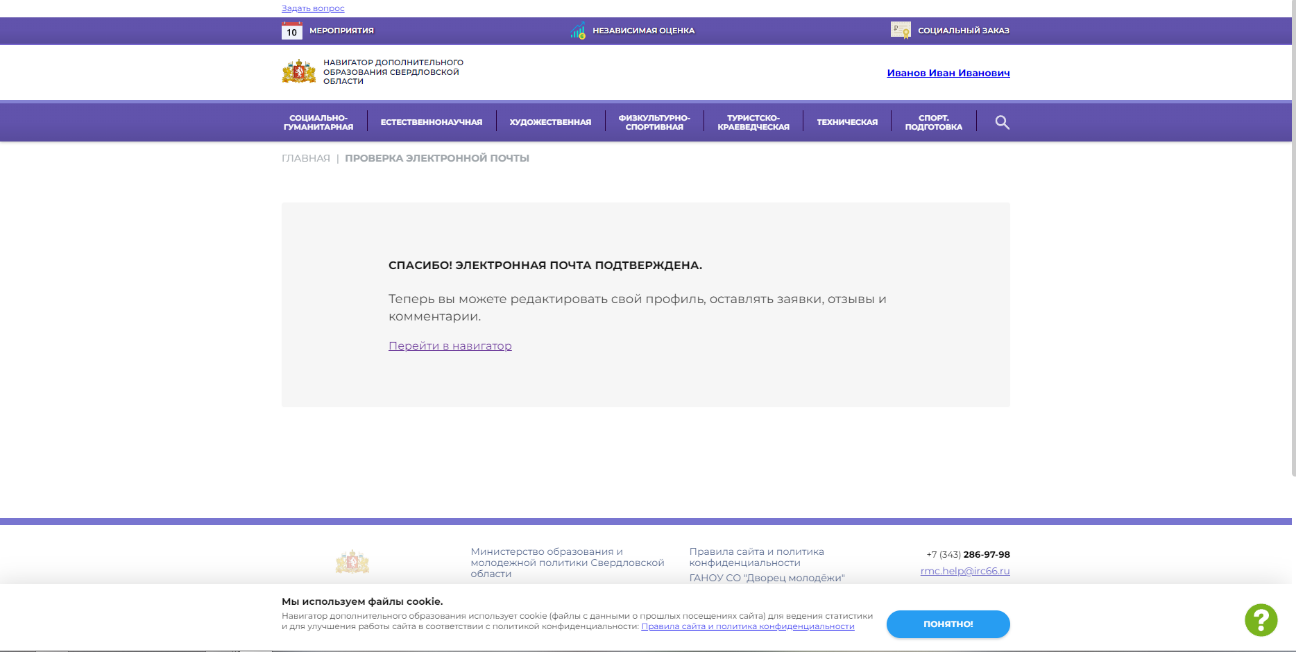 Задать вопрос
10 МЕРОПРИЯТИЯ
НЕЗАВИСИМАЯ ОЦЕНКА
СОЦИАЛЬНЫЙ ЗАКАЗ
НАВИГАТОР ДОПОЛНИТЕЛЬНОГО
ОБРАЗОВАНИЯ СВЕРДЛОВСКОЙ
ОБЛАСТИ
Иванов Иван Иванович
СОЦИАЛЬНО-
ГУМАНИТАРНАЯ
ЕСТЕСТВЕННОНАУЧНАЯ
ХУДОЖЕСТВЕННАЯ
ФИЗКУЛЬТУРНО-
СПОРТИВНАЯ
ТУРИСТСКО-
КРАЕВЕДЧЕСКАЯ
ТЕХНИЧЕСКАЯ
СПОРТ.
ПОДГОТОВКА
ГЛАВНАЯ | ПРОВЕРКА ЭЛЕКТРОННОЙ ПОЧТЫ
СПАСИБО! ЭЛЕКТРОННАЯ ПОЧТА ПОДТВЕРЖДЕНА.
Теперь вы можете редактировать свой профиль, оставлять заявки, отзывы и
комментарии.
Перейти в навигатор
Министерство образования и
молодежной политики Свердловской
области
Правила сайта и политика
конфиденциальности
ГАНОУ СО "Дворец молодёжи"
+7 (343) 286-97-98
rmc.help@irc66.ru
Мы используем файлы cookie.
Навигатор дополнительного образования использует cookie (файлы с данными о прошлых посещениях сайта) для ведения статистики
и для улучшения работы сайта в соответствии с политикой конфиденциальности: Правила сайта и политика конфиденциальности
ПОНЯТНО!
?